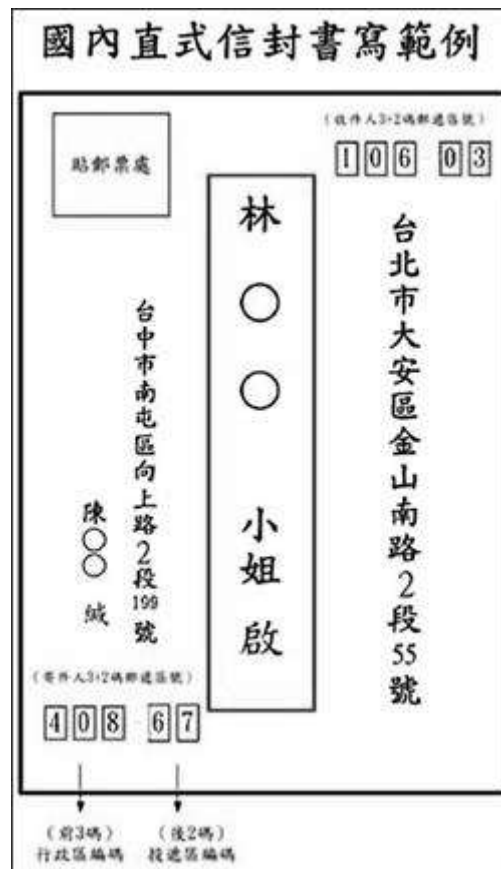 國內直式信封書寫範例
(收件人3+2碼郵遞區號)
106 03
台北市大安區金山南路2段55號
林○○ 小姐 啟
貼郵票處
台中市南屯區向上路2段199號
陳○○ 緘
(寄件人3+2碼郵遞區號)
408 67
(前3碼)
行政區編碼
(後2碼)
投遞區編碼